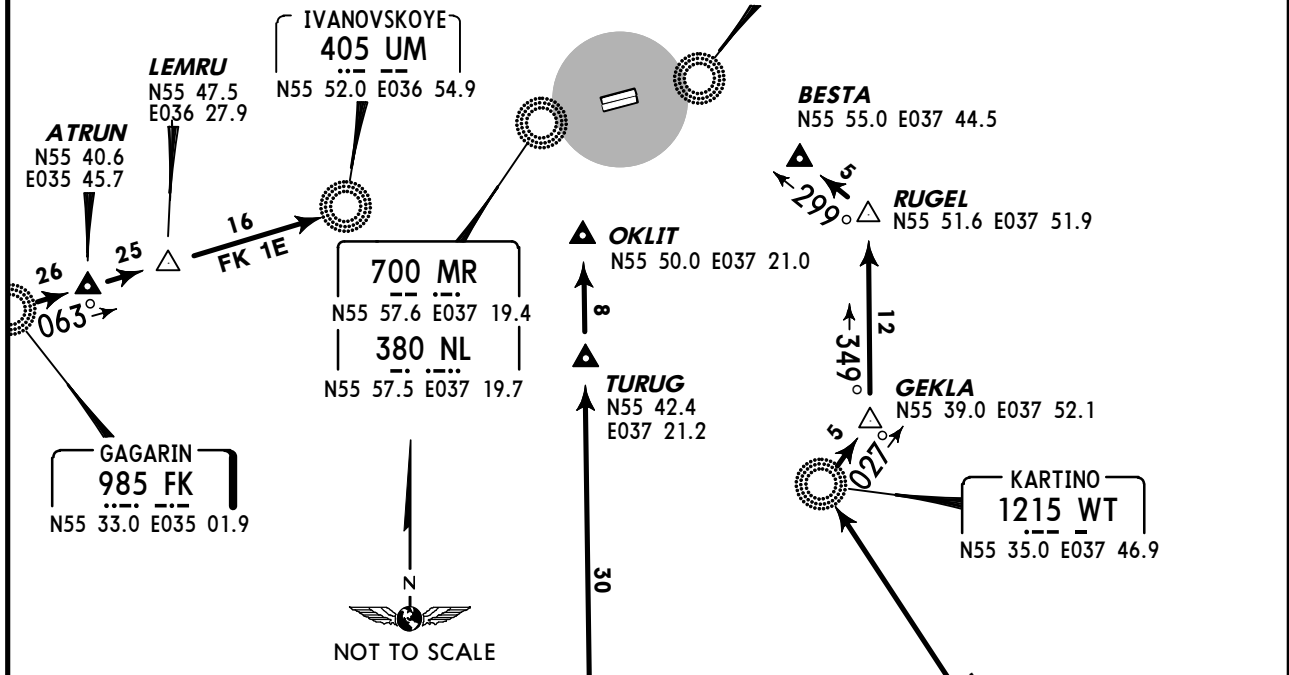 IVANOVSKOYE
405 UM
N55 52.0 E036 54.9
LEMRU
N55 47.5
E036 27.9
ATRUN
N55 40.6
E035 45.7
26
25
16
FK 1E
063°
GAGARIN
985 FK
N55 33.0 E035 01.9
700 MR
N55 57.6 E037 19.4
380 NL
N55 57.5 E037 19.7
N
NOT TO SCALE
OKLIT
N55 50.0 E037 21.0
8
TURUG
N55 42.4
E037 21.2
30
BESTA
N55 55.0 E037 44.5
5
299°
RUGEL
N55 51.6 E037 51.9
12
349°
GEKLA
N55 39.0 E037 52.1
5
027°
KARTINO
1215 WT
N55 35.0 E037 46.9